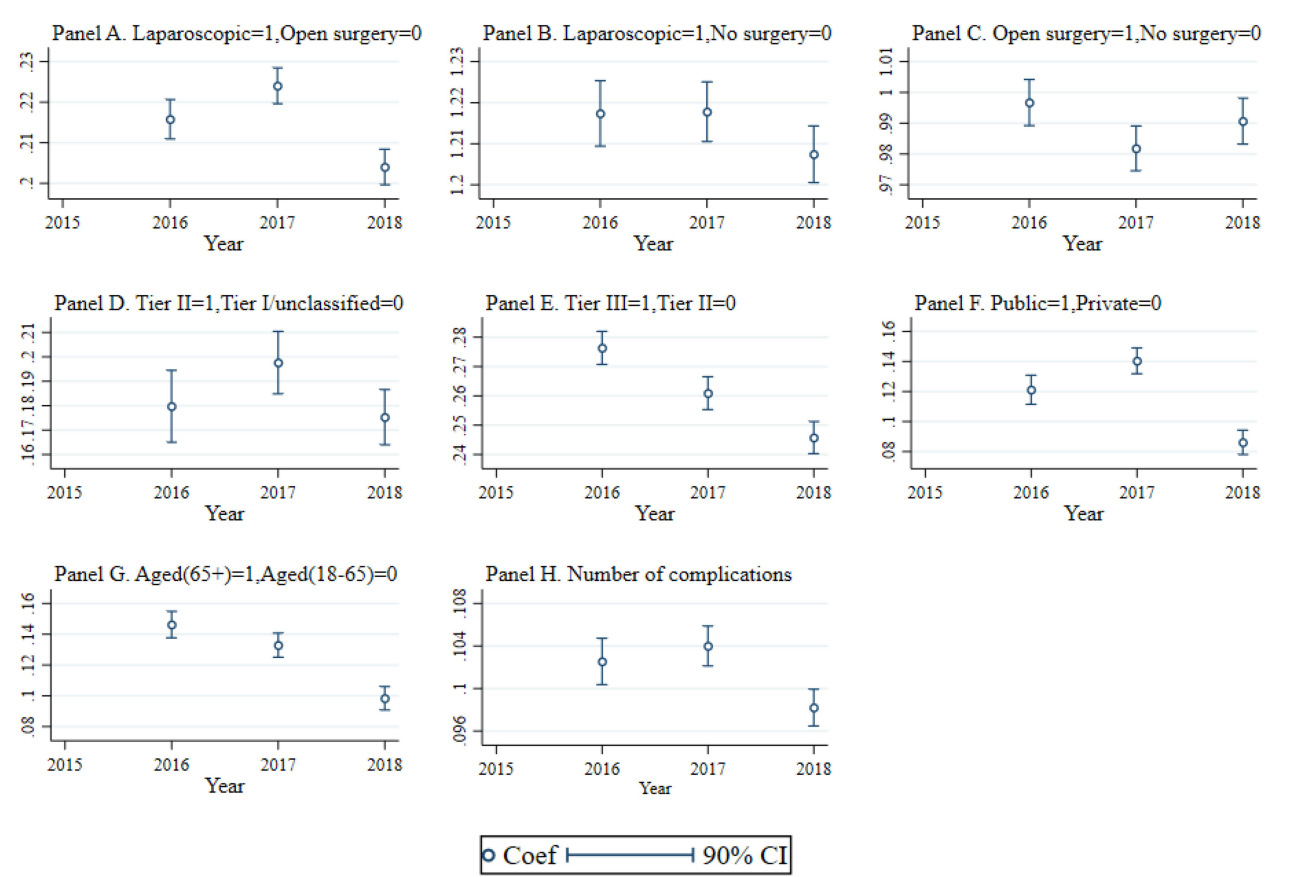 Panel A. Laparoscopic=1,Open surgery=0
.23
.22
.21
.2
2015 2016 2017 2018
Year
Panel B. Laparoscopic=1,No surgery=0
1.23
1.22
1.21
1.2
2015 2016 2017 2018
Year
Panel C. Open surgery=1,No surgery=0
1.01
1
.99
.98
.97
2015 2016 2017 2018
Year
Panel D. Tier II=1,Tier I/unclassified=0
.21
.2
.19
.18
.17
.16
2015 2016 2017 2018
Year
Panel E. Tier III=1,Tier II=0
.28
.27
.26
.25
.24
2015 2016 2017 2018
Year
Panel F. Public=1,Private=0
.16
.14
.12
.1
.08
2015 2016 2017 2018
Year
Panel G. Aged(65+)=1,Aged(18-65)=0
.16
.14
.12
.1
.08
2015 2016 2017 2018
Year
Panel H. Number of complications
.108
.104
.1
.096
2015 2016 2017 2018
Year
Coef 90% CI